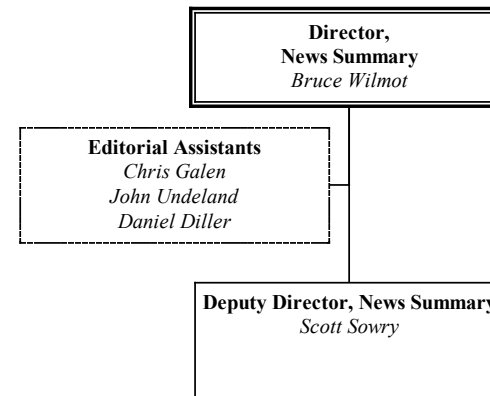 Director,
News Summary
Bruce Wilmot
Editorial Assistants
Chris Galen
John Undeland
Daniel Diller
Deputy Director, News Summary
Scott Sowry